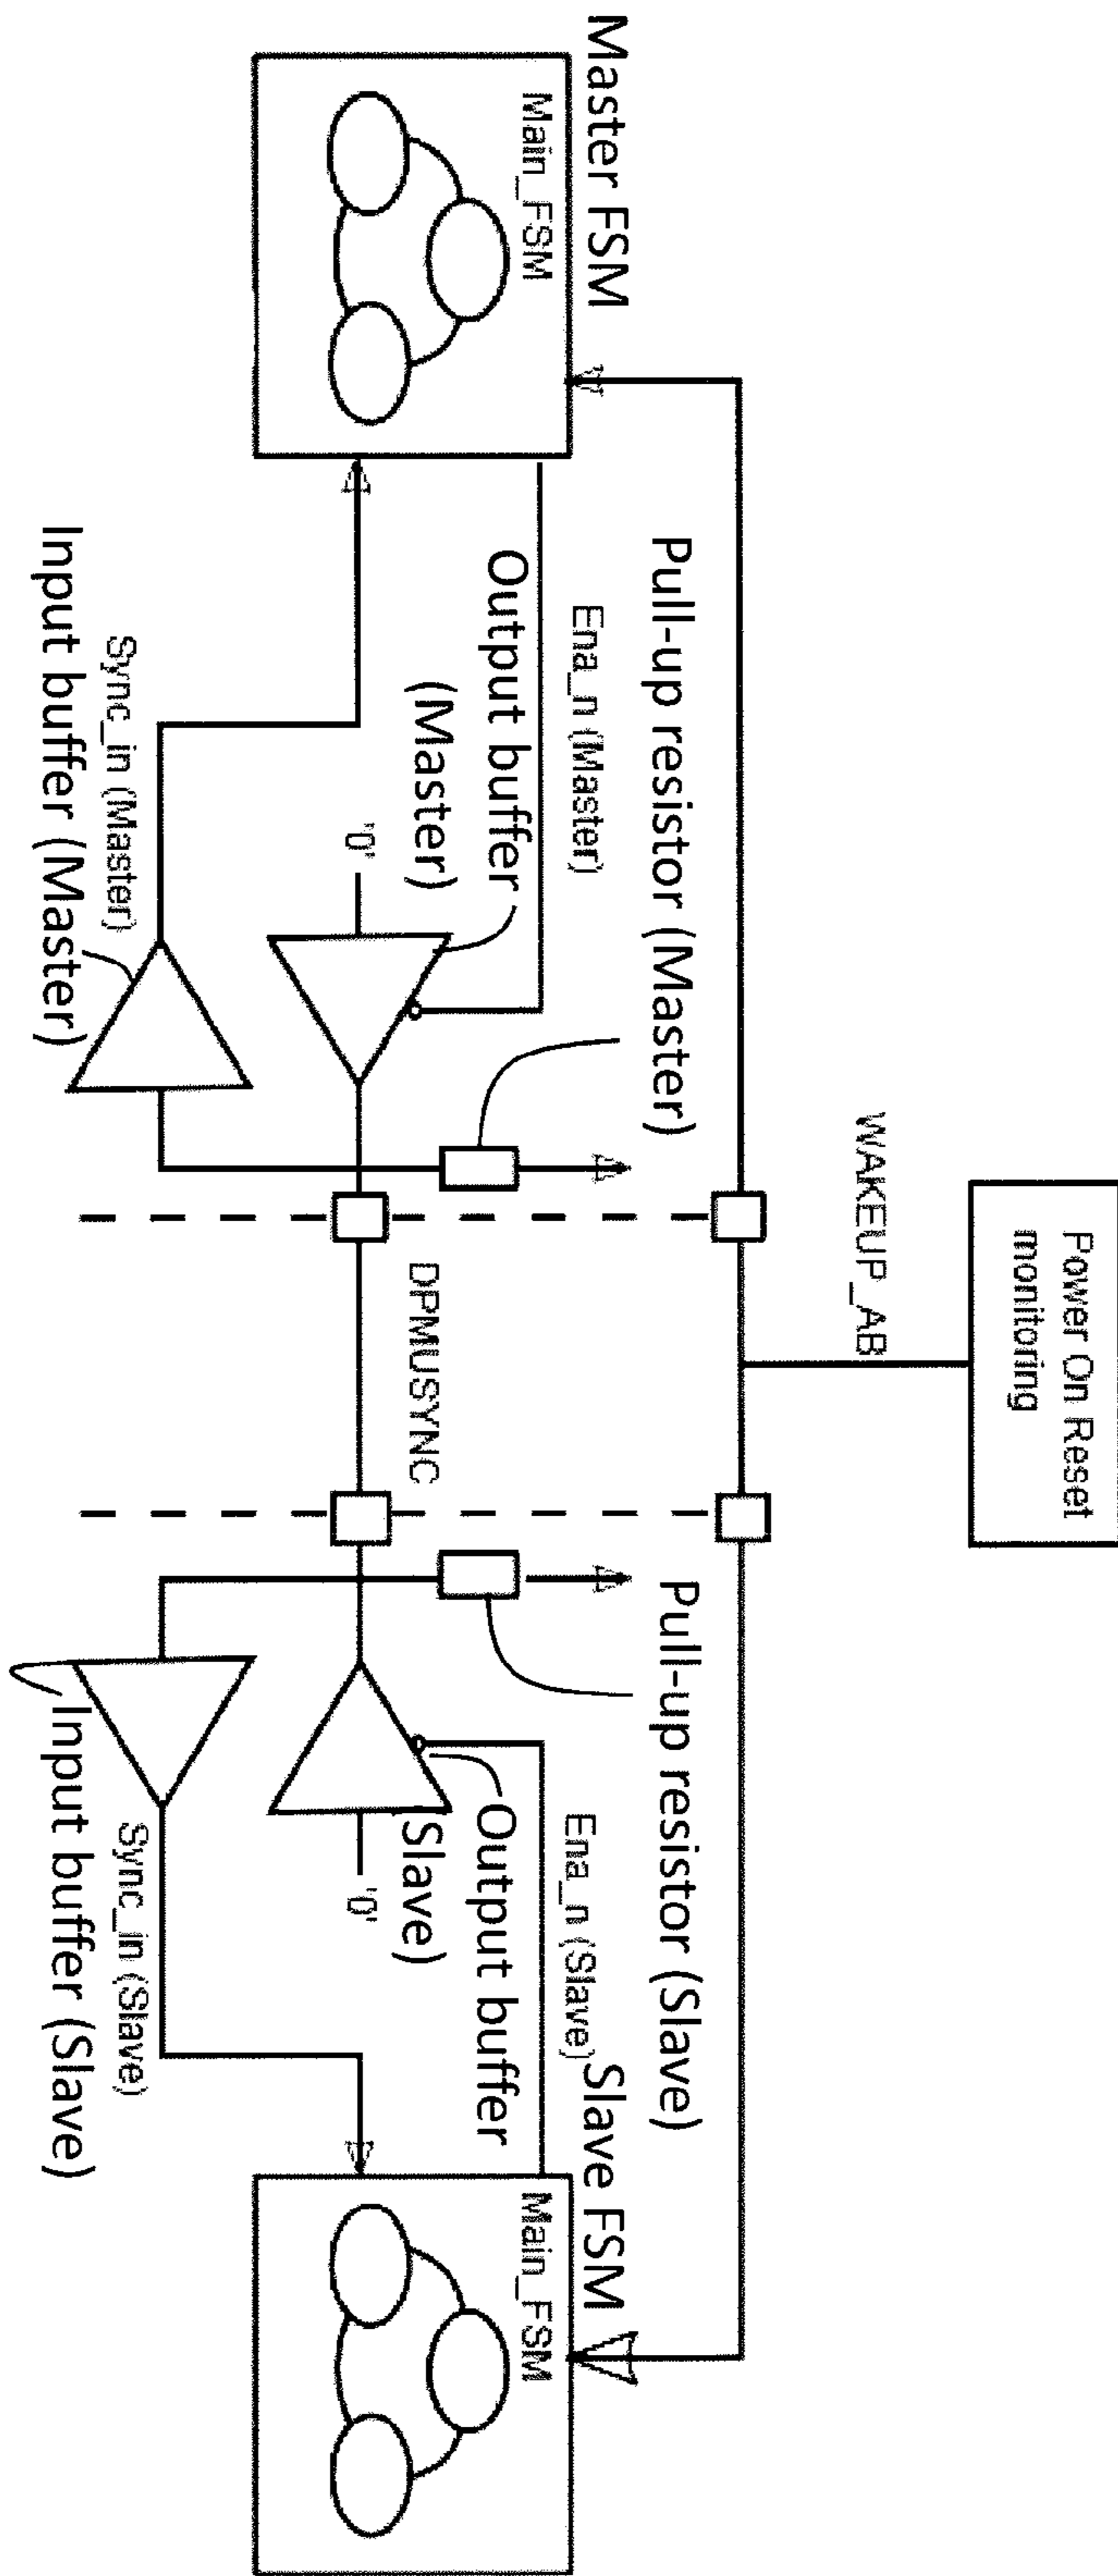 Power On Reset
monitoring
WAKEUP_AB
Pull-up resistor (Master)
Pull-up resistor (Slave)
Master FSM
Slave FSM
Ena_n (Master)
Ena_n (Slave)
Main_FSM
Main_FSM
Output buffer
(Master)
Output buffer
Slave)
DPMUSYNC
'0'
'0'
Sync_in (Master)
Sync_in (Slave)
Input buffer (Master)
Input buffer (Slave)